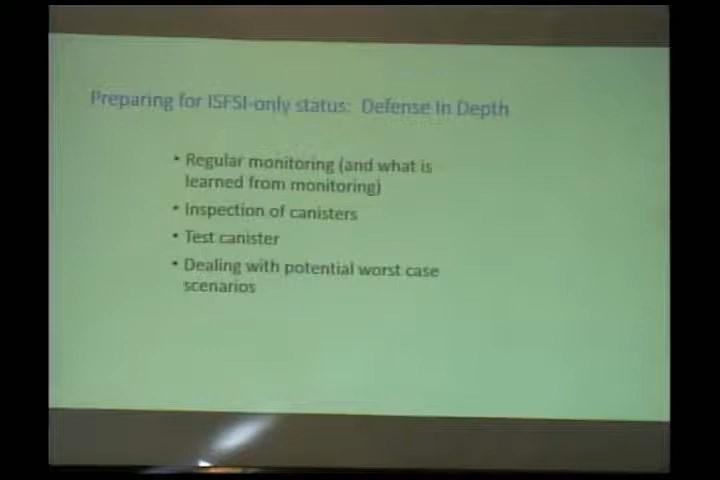 Preparing for ISFSI-only status: Defense In Depth
• Regular monitoring (and what is
learned from monitoring)
• Inspection of canisters
• Test canister
• Dealing with potential worst case
scenarios